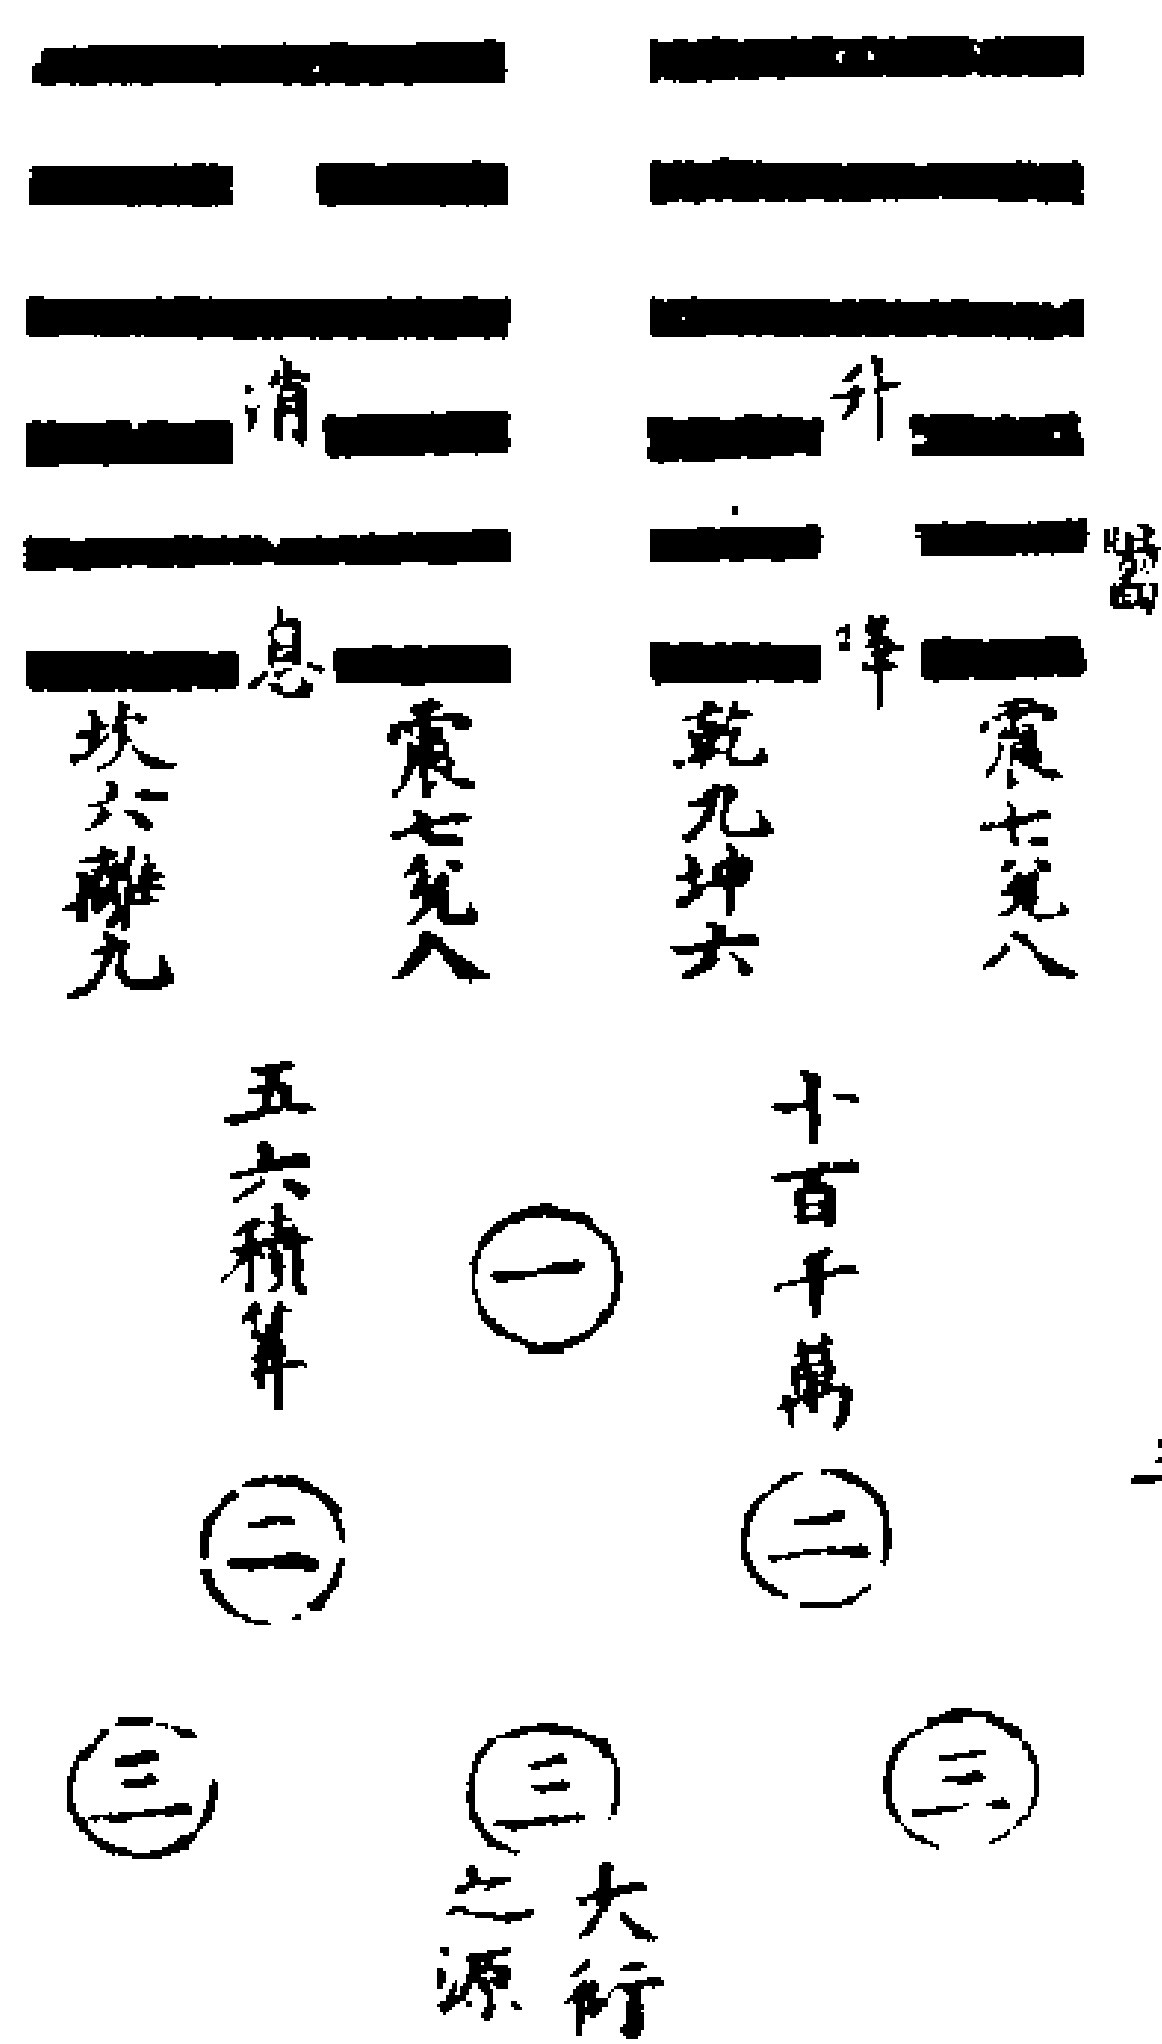 升
消
息
震七兌八
乾九坤六
震七兌八
坎六離九
十百千萬
五六積算
一
二
二
三
三
三
大衍
之源